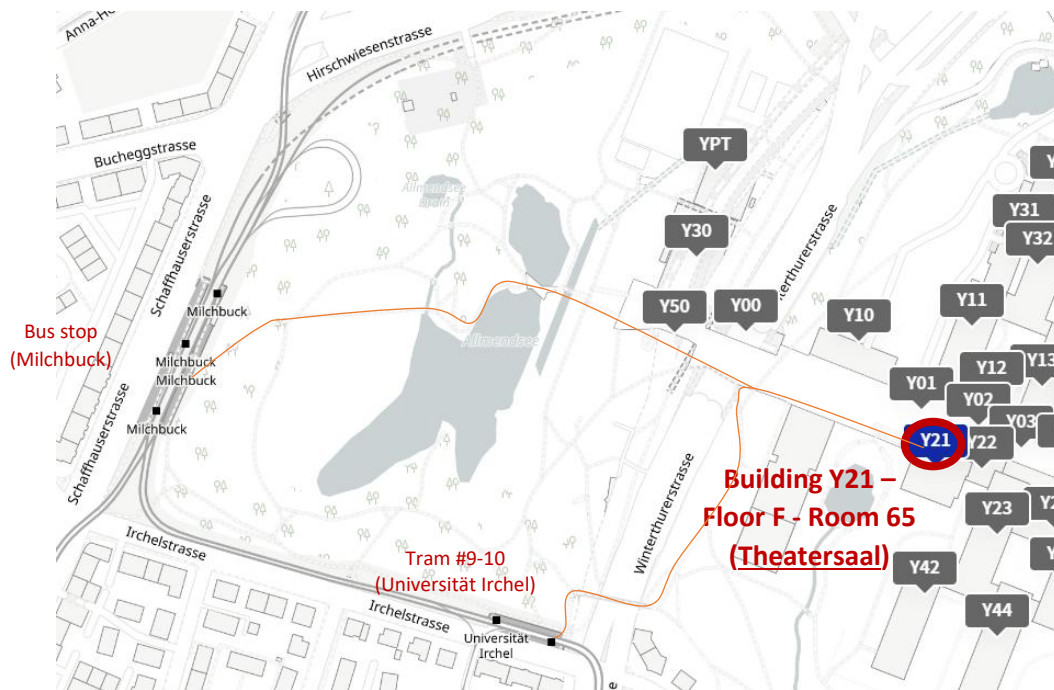 Anna-He
Hirschwiesenstrasse
Bucheggstrasse
Schaffhauserstrasse
Allmendsee
Irchelstrasse
YPT
Y30
Y50
Y00
Winterthurerstrasse
Y10
Y31
Y32
Y11
Y12
Y13
Y01
Y02
Y03
Y21
Y22
Y23
Y42
Y44
Milchbuck
Milchbuck
Milchbuck
Milchbuck
Bus stop
(Milchbuck)
Allmendsee
Schaffhauserstrasse
Winterthurerstrasse
Building Y21 –
Floor F - Room 65
(Theatersaal)
Tram #9-10
(Universität Irchel)
Irchelstrasse
Universität
Irchel